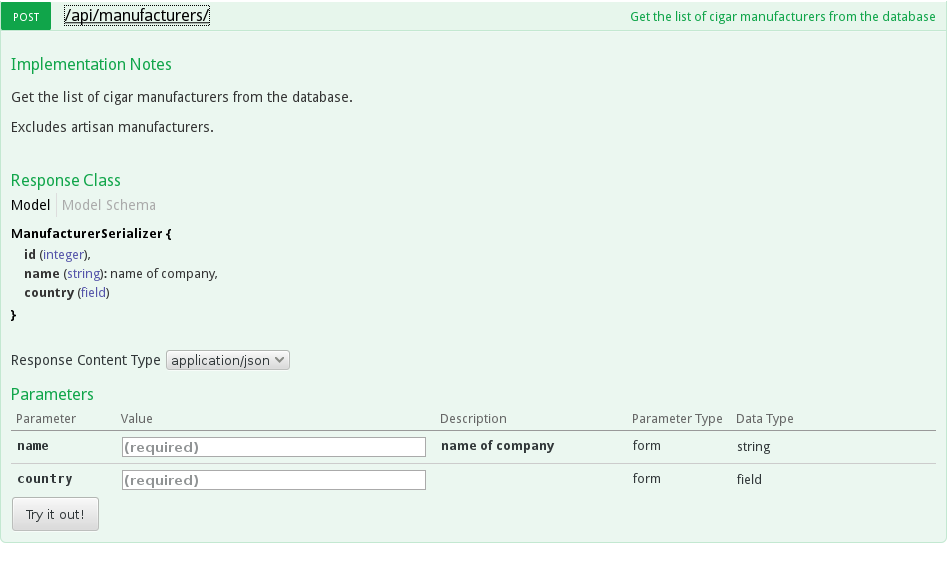 POST /api/manufacturers/ Get the list of cigar manufacturers from the database
Implementation Notes
Get the list of cigar manufacturers from the database.
Excludes artisan manufacturers.
Response Class
Model Model Schema
ManufacturerSerializer {
id (integer),
name (string): name of company,
country (field)
}
Response Content Type application/json
Parameters
Parameter Value Description Parameter Type Data Type
name (required) name of company form string
country (required) form field
Try it out!